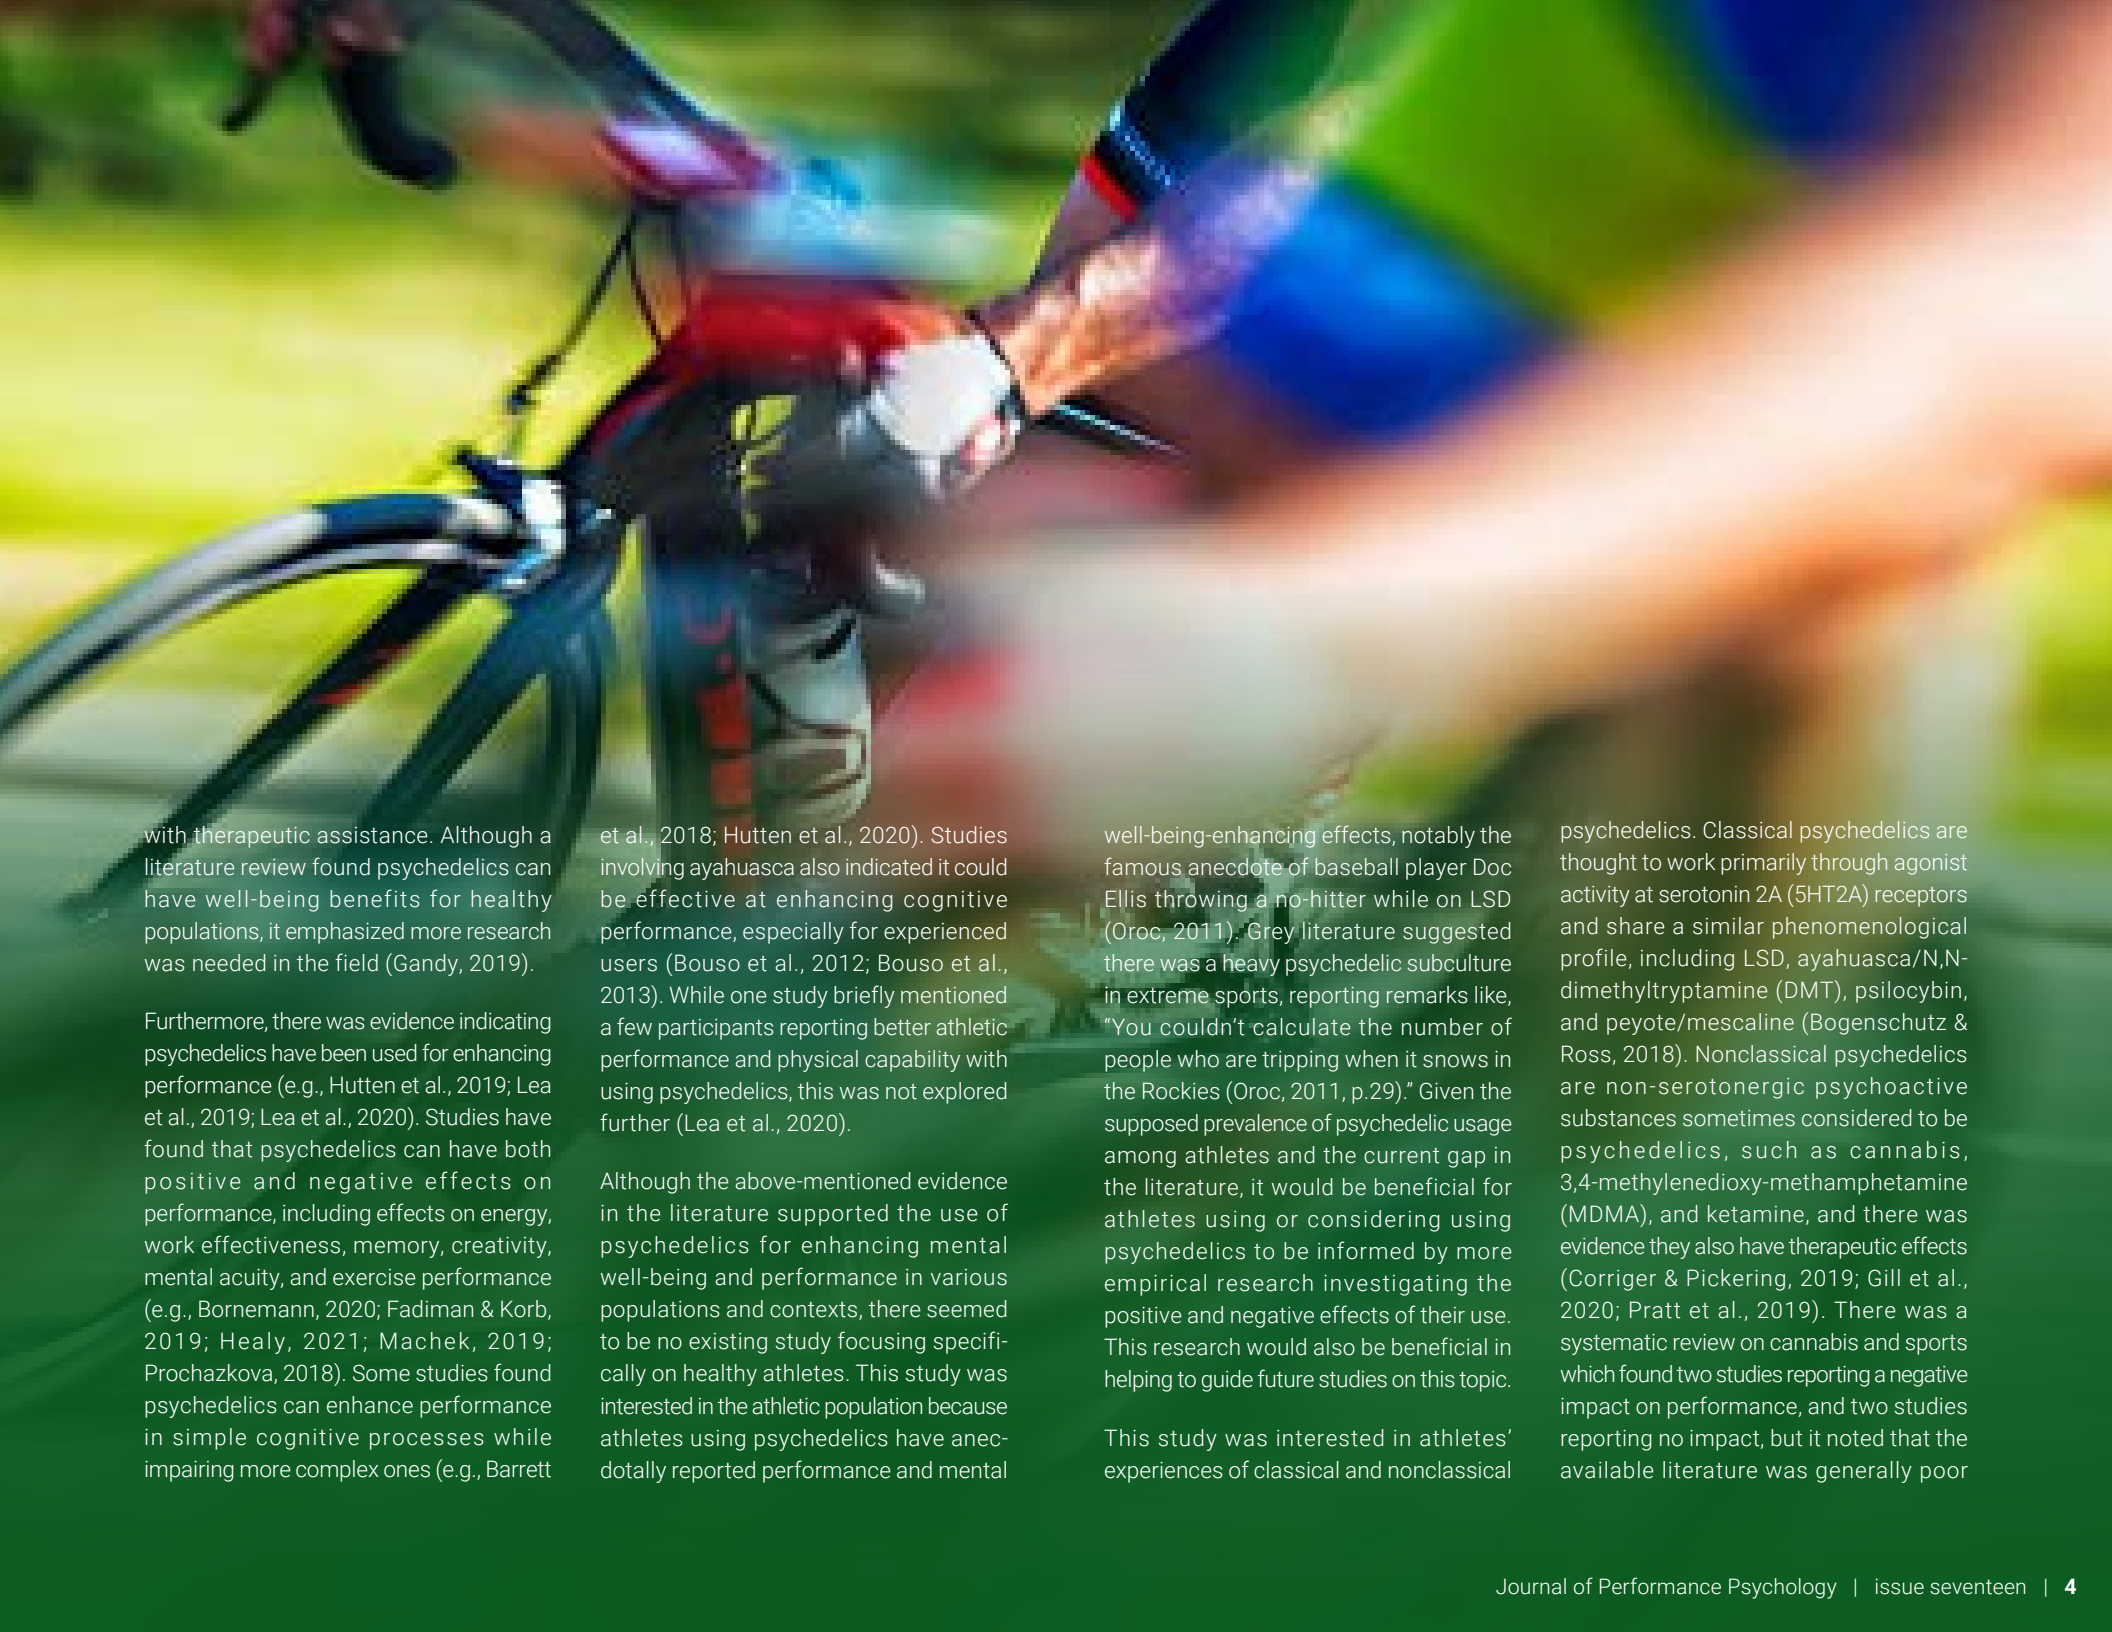 with therapeutic assistance. Although a
literature review found psychedelics can
have well-being benefits for healthy
populations, it emphasized more research
was needed in the field (Gandy, 2019).
Furthermore, there was evidence indicating
psychedelics have been used for enhancing
performance (e.g., Hutten et al., 2019; Lea
et al., 2019; Lea et al., 2020). Studies have
found that psychedelics can have both
positive and negative effects on
performance, including effects on energy,
work effectiveness, memory, creativity,
mental acuity, and exercise performance
(e.g., Bornemann, 2020; Fadiman & Korb,
2019; Healy, 2021; Machek, 2019;
Prochazkova, 2018). Some studies found
psychedelics can enhance performance
in simple cognitive processes while
impairing more complex ones (e.g., Barrett
et al., 2018; Hutten et al., 2020). Studies
involving ayahuasca also indicated it could
be effective at enhancing cognitive
performance, especially for experienced
users (Bouso et al., 2012; Bouso et al.,
2013). While one study briefly mentioned
a few participants reporting better athletic
performance and physical capability with
using psychedelics, this was not explored
further (Lea et al., 2020).
Although the above-mentioned evidence
in the literature supported the use of
psychedelics for enhancing mental
well-being and performance in various
populations and contexts, there seemed
to be no existing study focusing specifi-
cally on healthy athletes. This study was
interested in the athletic population because
athletes using psychedelics have anec-
dotally reported performance and mental
well-being-enhancing effects, notably the
famous anecdote of baseball player Doc
Ellis throwing a no-hitter while on LSD
(Oroc, 2011). Grey literature suggested
there was a heavy psychedelic subculture
in extreme sports, reporting remarks like,
“You couldn’t calculate the number of
people who are tripping when it snows in
the Rockies (Oroc, 2011, p.29).” Given the
supposed prevalence of psychedelic usage
among athletes and the current gap in
the literature, it would be beneficial for
athletes using or considering using
psychedelics to be informed by more
empirical research investigating the
positive and negative effects of their use.
This research would also be beneficial in
helping to guide future studies on this topic.
This study was interested in athletes’
experiences of classical and nonclassical
psychedelics. Classical psychedelics are
thought to work primarily through agonist
activity at serotonin 2A (5HT2A) receptors
and share a similar phenomenological
profile, including LSD, ayahuasca/N,N-
dimethyltryptamine (DMT), psilocybin,
and peyote/mescaline (Bogenschutz &
Ross, 2018). Nonclassical psychedelics
are non-serotonergic psychoactive
substances sometimes considered to be
psychedelics, such as cannabis,
3,4-methylenedioxy-methamphetamine
(MDMA), and ketamine, and there was
evidence they also have therapeutic effects
(Corriger & Pickering, 2019; Gill et al.,
2020; Pratt et al., 2019). There was a
systematic review on cannabis and sports
which found two studies reporting a negative
impact on performance, and two studies
reporting no impact, but it noted that the
available literature was generally poor
Journal of Performance Psychology | issue seventeen | 4